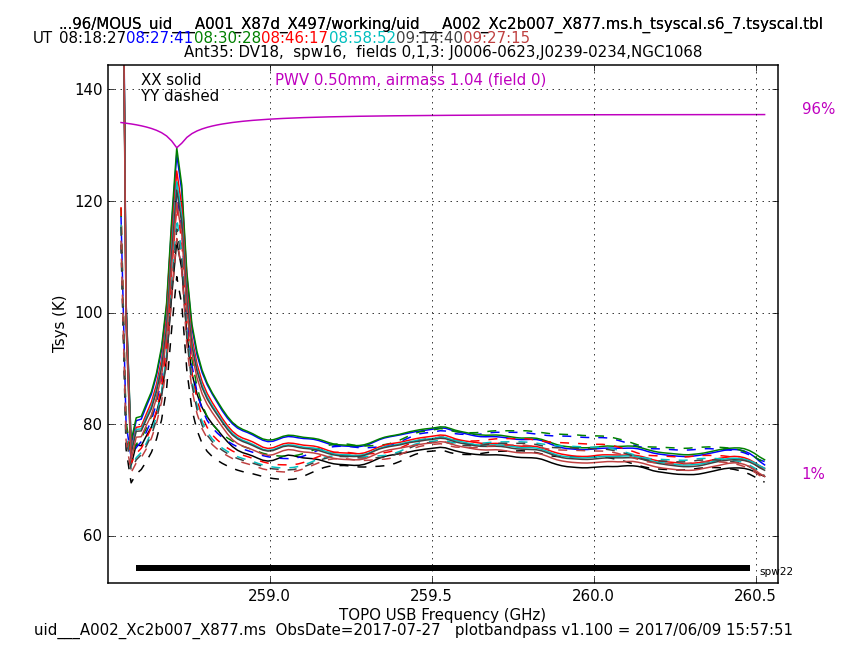 ...96/MOUS_uid___A001_X87d_X497/working/uid___A002_Xc2b007_X877.ms.h_tsyscal.s6_7.tsyscal.tbl
UT 08:18:27 08:27:41 08:30:28 08:46:17 08:58:52 09:14:40 09:27:15
Ant35: DV18, spw16, fields 0,1,3: J0006-0623,J0239-0234,NGC1068
XX solid
YY dashed
PWV 0.50mm, airmass 1.04 (field 0)
96%
1%
140
120
100
80
60
Tsys (K)
spw22
259.0 259.5 260.0 260.5
TOPO USB Frequency (GHz)
uid___A002_Xc2b007_X877.ms ObsDate=2017-07-27 plotbandpass v1.100 = 2017/06/09 15:57:51